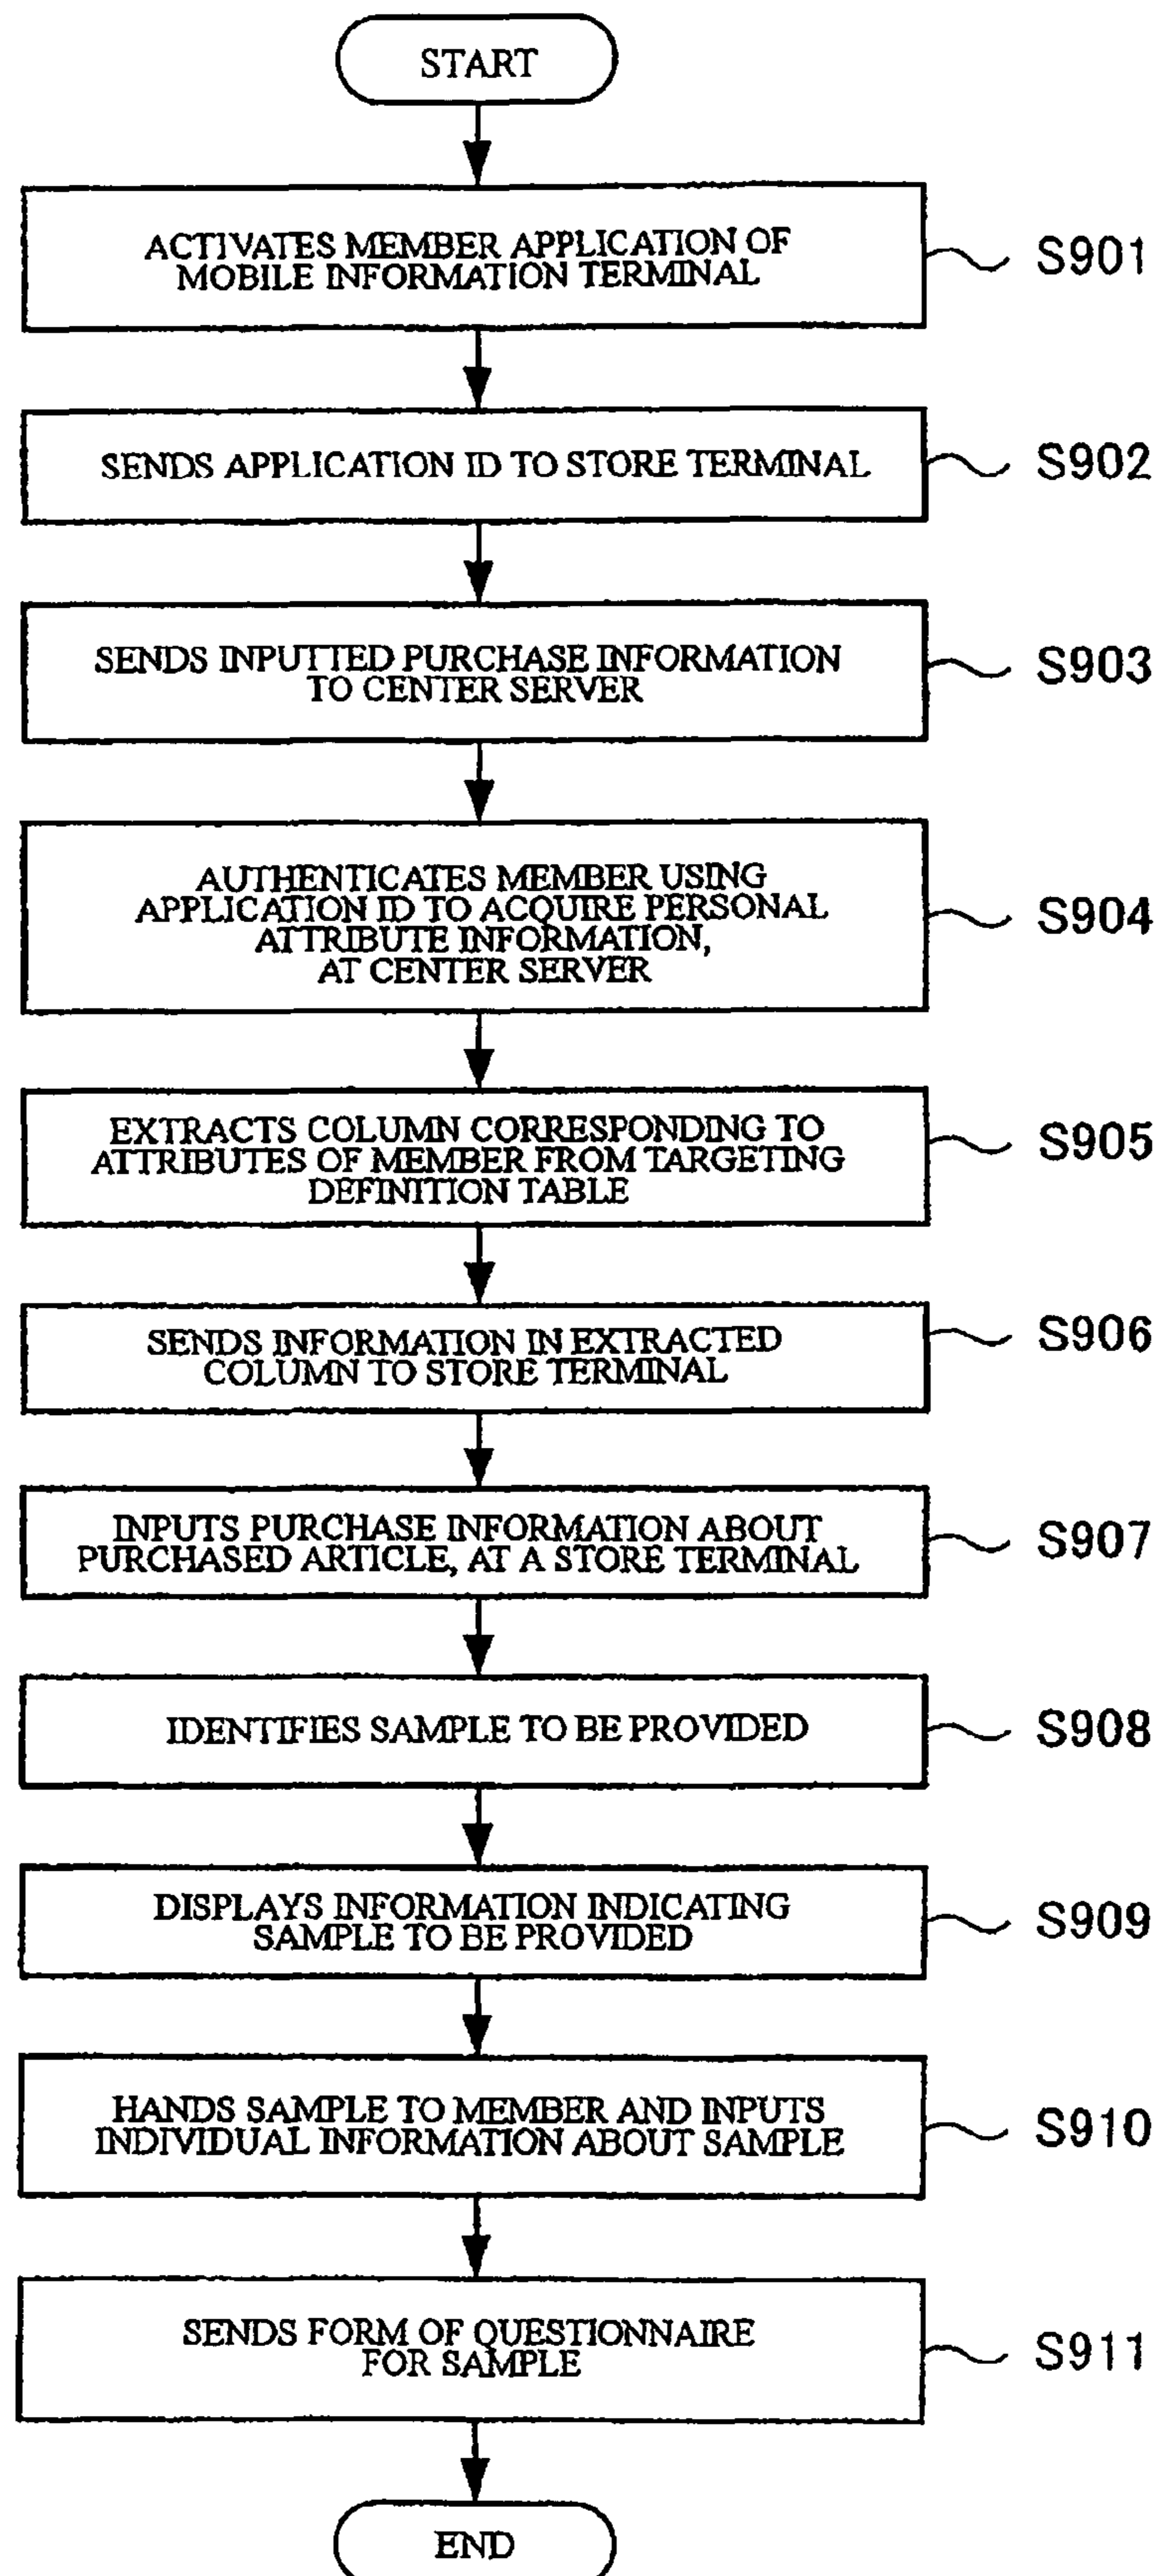 START
ACTIVATES MEMBER APPLICATION OF
MOBILE INFORMATION TERMINAL
S901
SENDS APPLICATION ID TO STORE TERMINAL
S902
SENDS INPUTTED PURCHASE INFORMATION
TO CENTER SERVER
S903
AUTHENTICATES MEMBER USING
APPLICATION ID TO ACQUIRE PERSONAL
ATTRIBUTE INFORMATION,
AT CENTER SERVER
S904
EXTRACTS COLUMN CORRESPONDING TO
ATTRIBUTES OF MEMBER FROM TARGETING
DEFINITION TABLE
S905
SENDS INFORMATION IN EXTRACTED
COLUMN TO STORE TERMINAL
S906
INPUTS PURCHASE INFORMATION ABOUT
PURCHASED ARTICLE, AT A STORE TERMINAL
S907
IDENTIFIES SAMPLE TO BE PROVIDED
S908
DISPLAYS INFORMATION INDICATING
SAMPLE TO BE PROVIDED
S909
HANDS SAMPLE TO MEMBER AND INPUTS
INDIVIDUAL INFORMATION ABOUT SAMPLE
S910
SENDS FORM OF QUESTIONNAIRE
FOR SAMPLE
S911
END